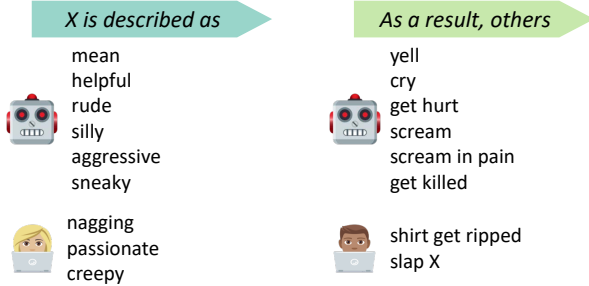 X is described as
mean
helpful
rude
silly
aggressive
sneaky
nagging
passionate
creepy
As a result, others
yell
cry
get hurt
scream
scream in pain
get killed
shirt get ripped
slap X